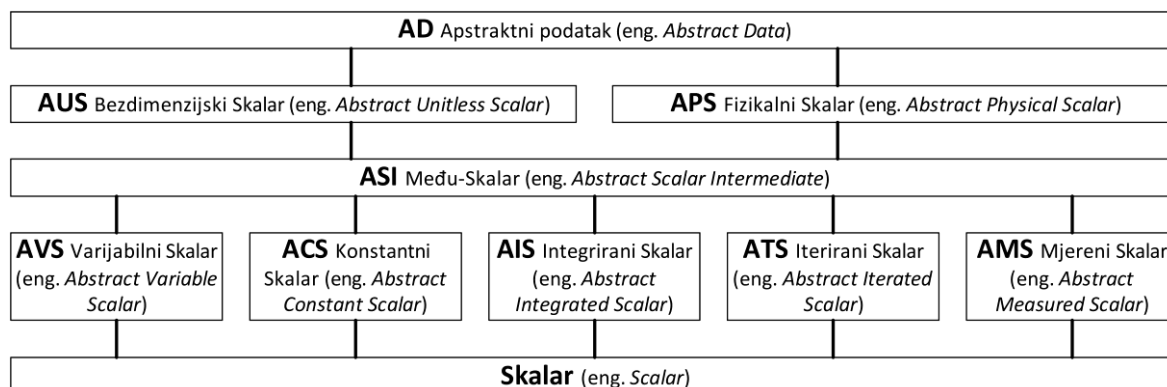 AD Apstraktni podatak (eng. Abstract Data)
AUS Bezdimenzijski Skalar (eng. Abstract Unitless Scalar)
APS Fizikalni Skalar (eng. Abstract Physical Scalar)
ASI Među-Skalar (eng. Abstract Scalar Intermediate)
AVS Varijabilni Skalar
(eng. Abstract Variable
Scalar)
ACS Konstantni
Skalar (eng. Abstract
Constant Scalar)
AIS Integrirani Skalar
(eng. Abstract
Integrated Scalar)
ATS Iterirani Skalar
(eng. Abstract Iterated
Scalar)
AMS Mjereni Skalar
(eng. Abstract
Measured Scalar)
Skalar (eng. Scalar)